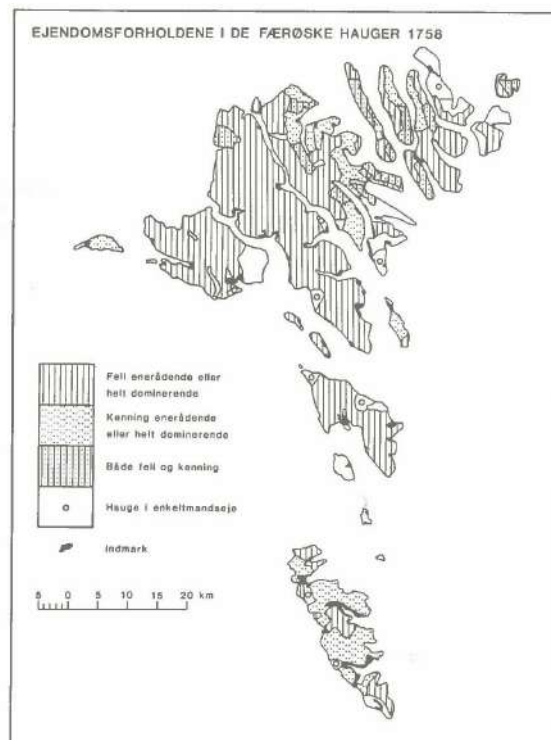 EJENDOMSFORHOLDENE I DE FÆRØSKE HAUGER 1758
Fell enerådende eller
helt dominerende
Kenning enerådende
eller helt dominerende
Både fell og kenning
Hauge i enkeltmandseje
Indmark
5 0 5 10 15 20 km